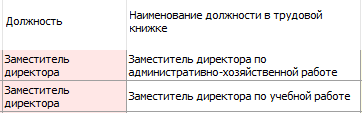 Должность
Наименование должности в трудовой
книжке
Заместитель
директора
Заместитель директора по
административно-хозяйственной работе
Заместитель
директора
Заместитель директора по учебной работе